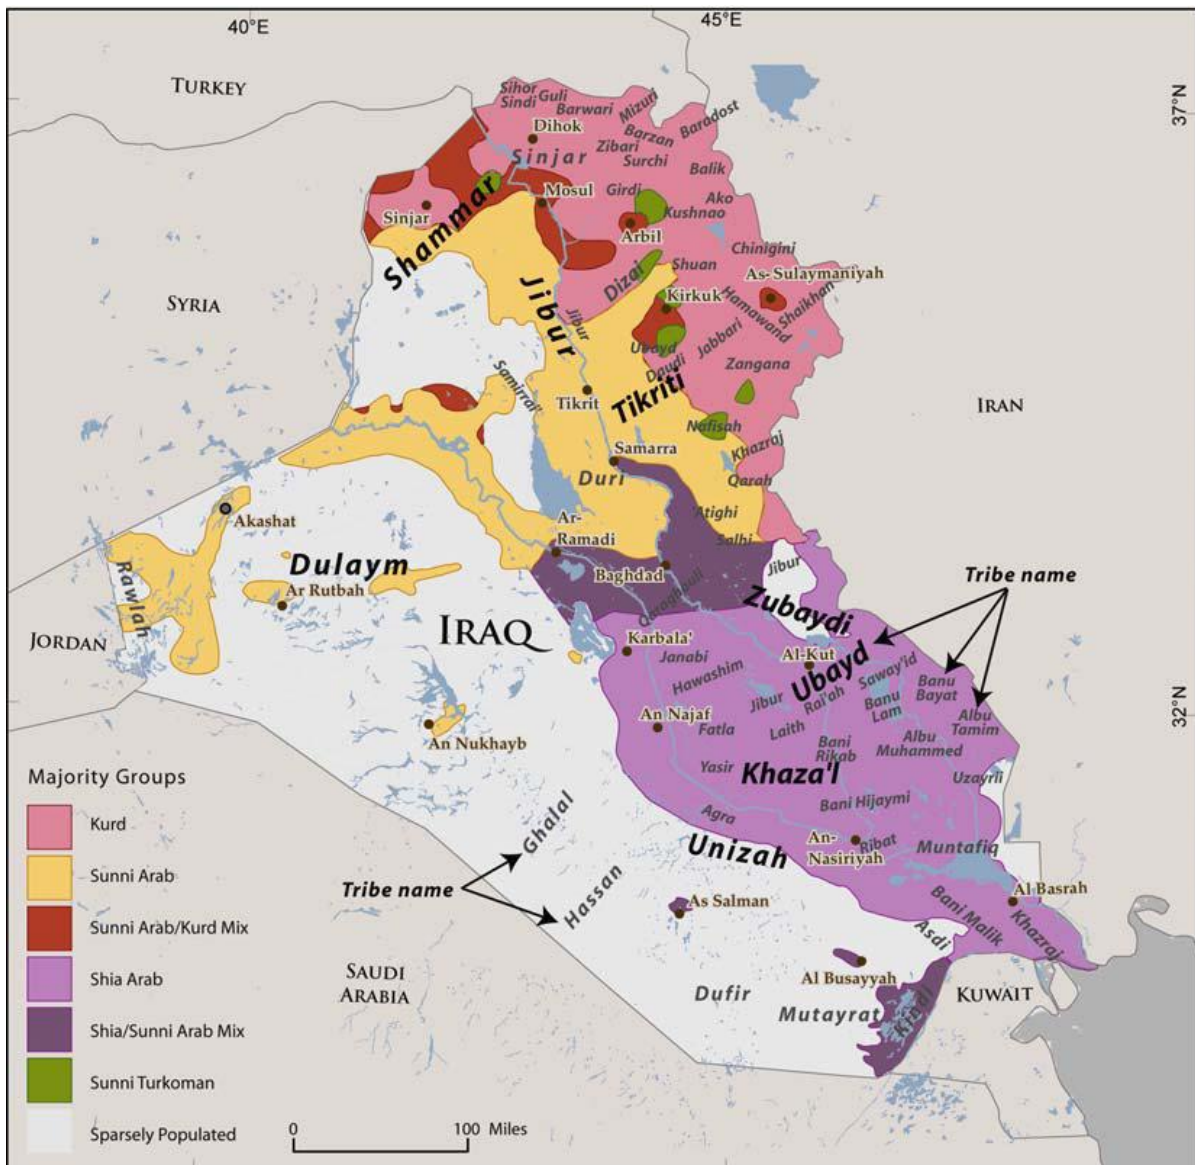 40°E
45°E
37°N
32°N
TURKEY
SYRIA
IRAN
JORDAN
SAUDI
ARABIA
KUWAIT
IRAQ
Sihor
Sindi
Guli
Barwari
Mizuri
Baradost
Dihok
Barzan
Zibari
Surchi
Sinjar
Balik
Mosul
Girdi
Ako
Kushnao
Sinjar
Shammar
Arbil
Chinigini
Shuan
As-Sulaymaniyah
Dizai
Jibur
Jibur
Kirkuk
Hamawand
Shaikhan
Jabbari
Ubayd
Daudi
Zangana
Samirrai"
Tikrit
Tikriti
Nafisah
Khazraj
Samarra
Duri
Qarah
Akashat
Atighi
Salhi
Ar-
Ramadi
Rawlah
Dulaym
Ar Rutbah
Baghdad
Jibur
Qaraghuli
Zubaydi
Tribe name
Karbala'
Janabi
Hawashim
Al-Kut
Ubayd
Saway'id
Banu
Bayat
Jibur
Rai'ah
Banu
Lam
Albu
Tamim
An Najaf
Fatla
Laith
Bani
Rikab
Albu
Muhammed
An Nukhayb
Yasir
Khaza'l
Uzayrli
Bani Hijaymi
Agra
Ghalal
Unizah
An-
Nasiriyah
Ribat
Muntafiq
Tribe name
Hassan
As Salman
Al Basrah
Bani Malik
Khazraj
Asdi
Al Busayyah
Dufir
Mutayrat
Kindi
Majority Groups
Kurd
Sunni Arab
Sunni Arab/Kurd Mix
Shia Arab
Shia/Sunni Arab Mix
Sunni Turkoman
Sparsely Populated
0 100 Miles